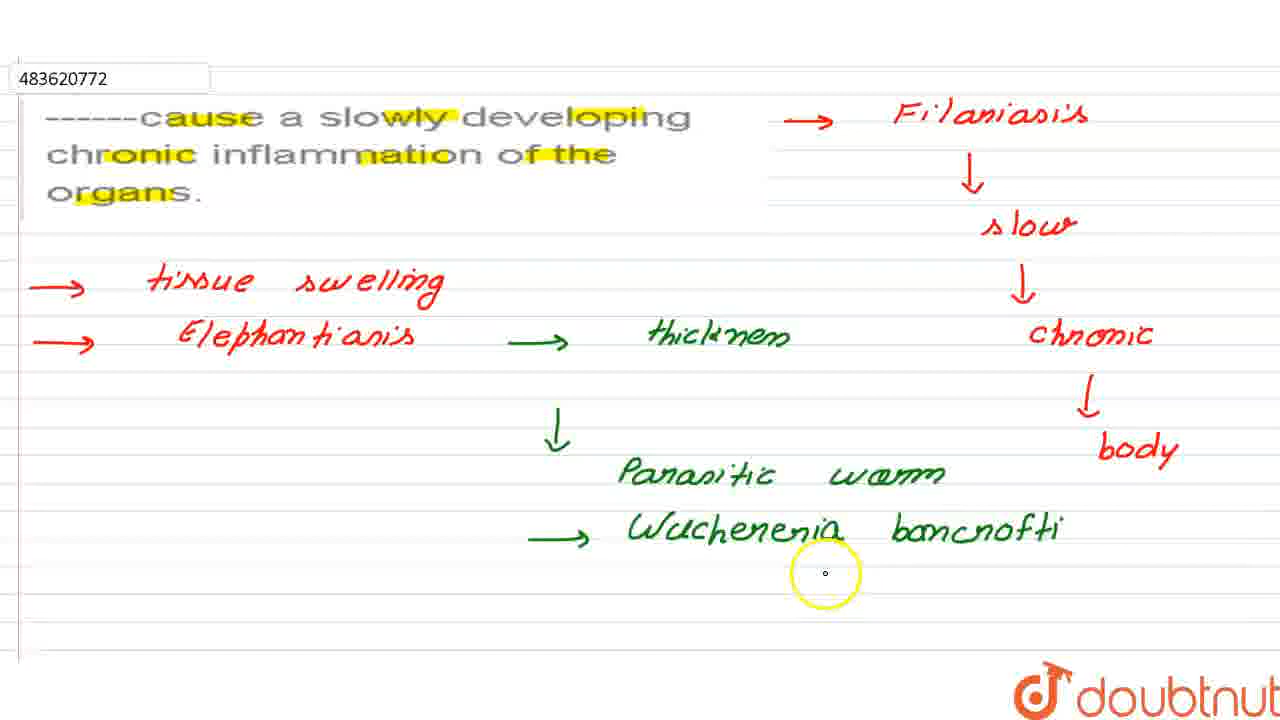 483620772
------cause a slowly developing
chronic inflammation of the
organs.
→ Filariasis
↓
slow
↓
chronic
↓
body
→ tissue swelling
→ Elephantiasis → thickness
↓
Parasitic worm
→ Wuchereria bancrofti
doubtnut